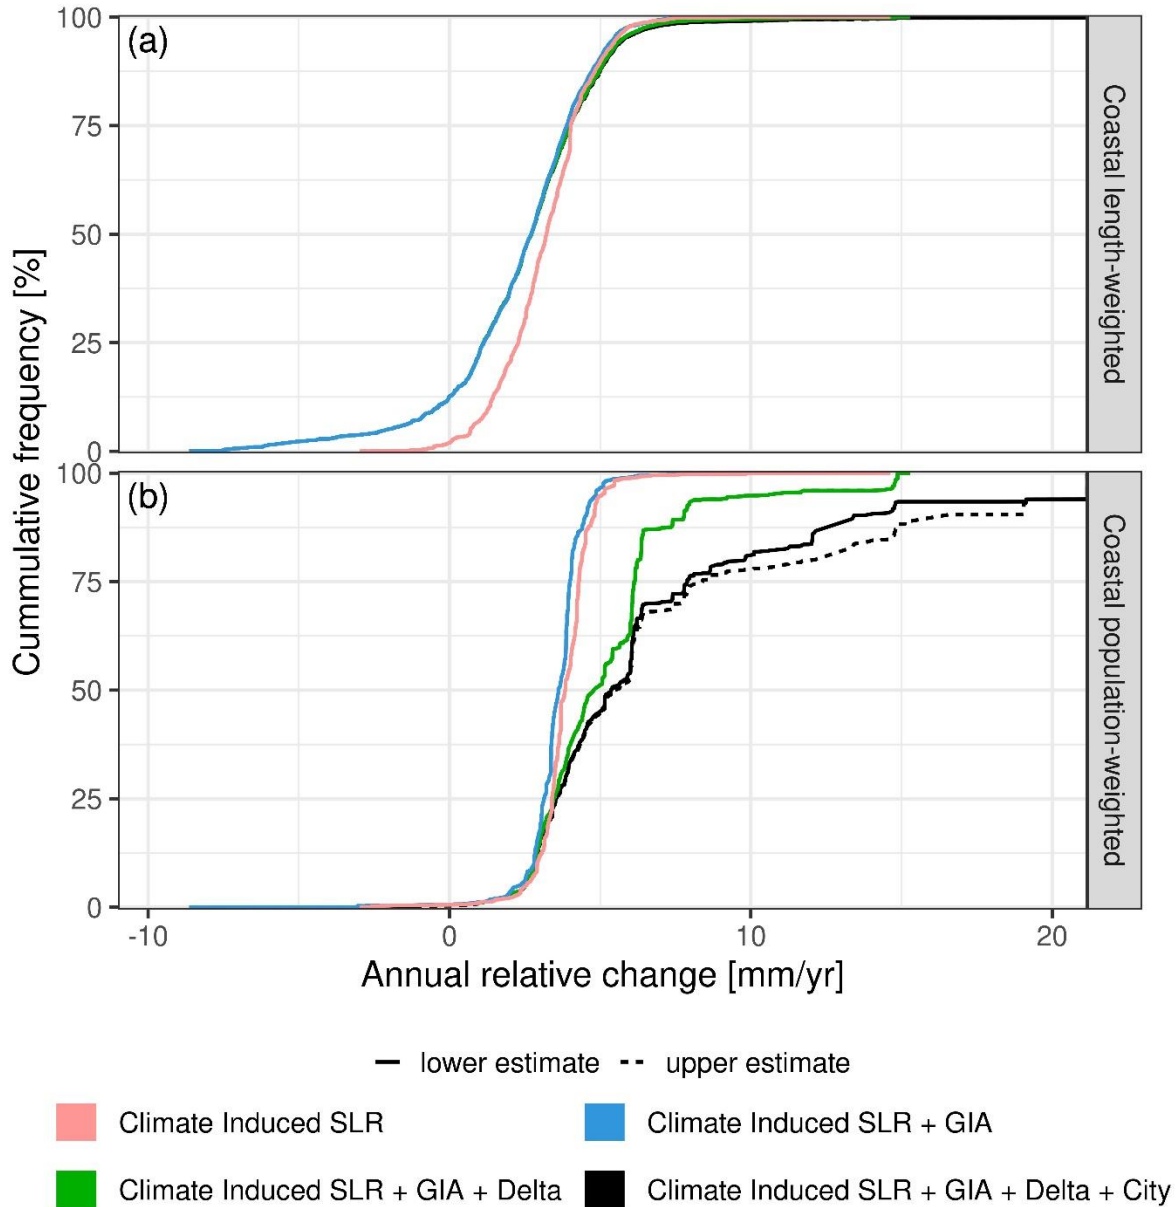 (a)
100
75
50
25
0
Coastal length-weighted
(b)
100
75
50
25
0
Coastal population-weighted
Cummulative frequency [%]
-10 0 10 20
Annual relative change [mm/yr]
lower estimate upper estimate
Climate Induced SLR Climate Induced SLR + GIA
Climate Induced SLR + GIA + Delta Climate Induced SLR + GIA + Delta + City